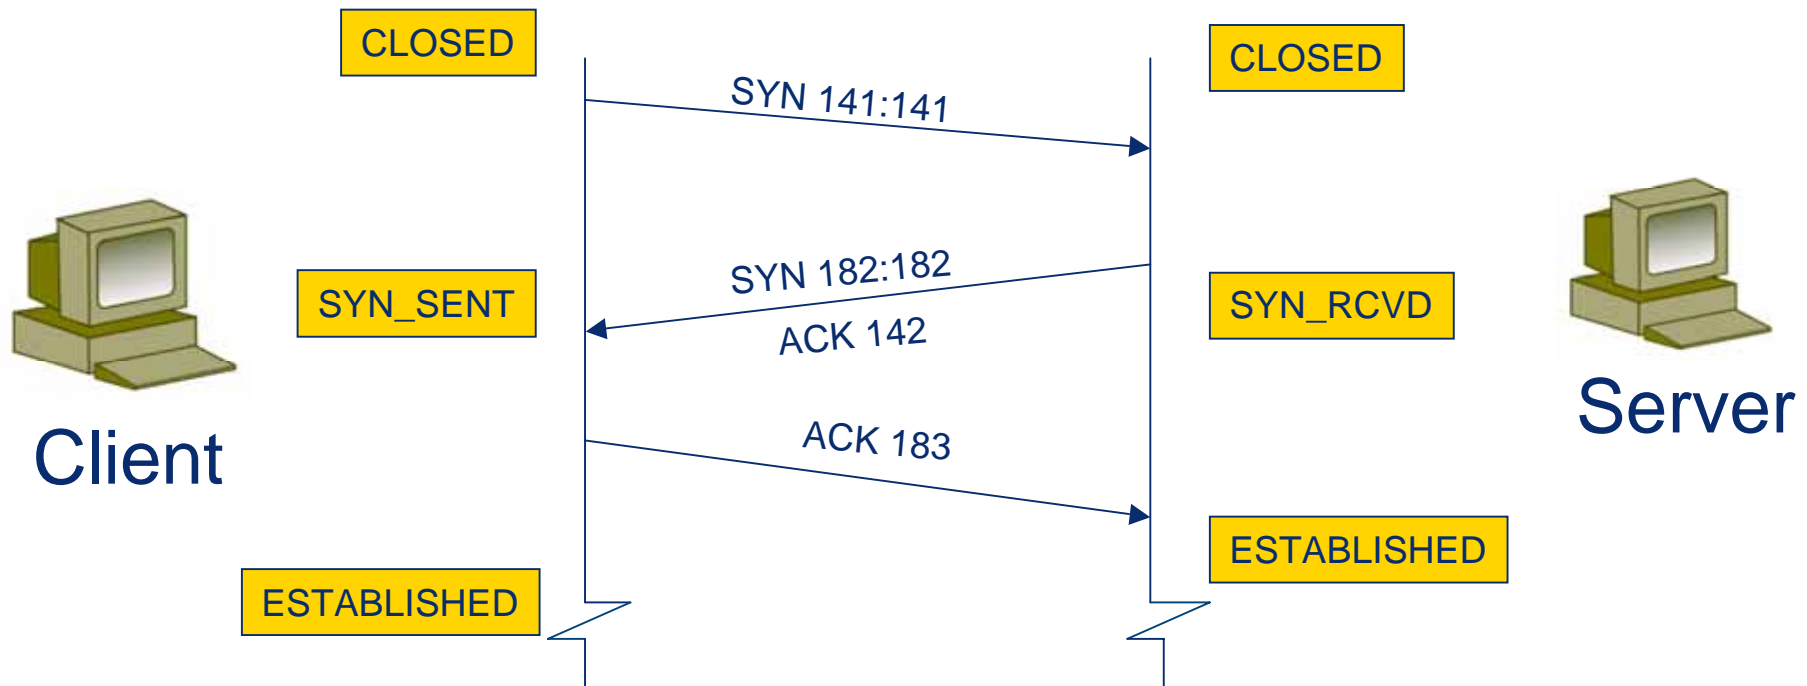 CLOSED
CLOSED
SYN 141:141
SYN 182:182
SYN_SENT
SYN_RCVD
ACK 142
Server
Client
ACK 183
ESTABLISHED
ESTABLISHED